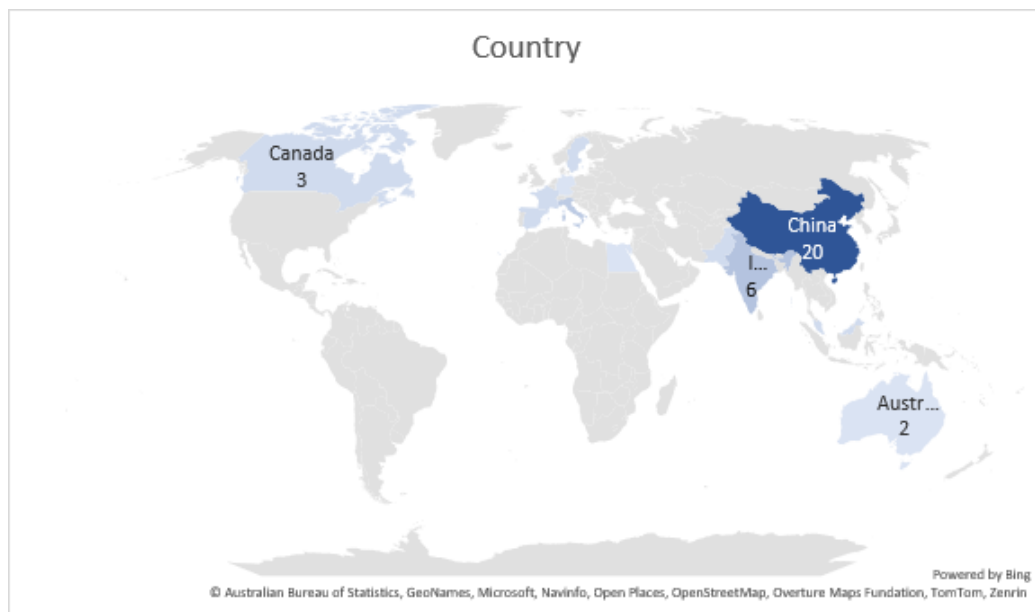 Country
Canada
3
China
20
I...
6
Austr...
2
Powered by Bing
© Australian Bureau of Statistics, GeoNames, Microsoft, Navinfo, Open Places, OpenStreetMap, Overture Maps Fundation, TomTom, Zenrin